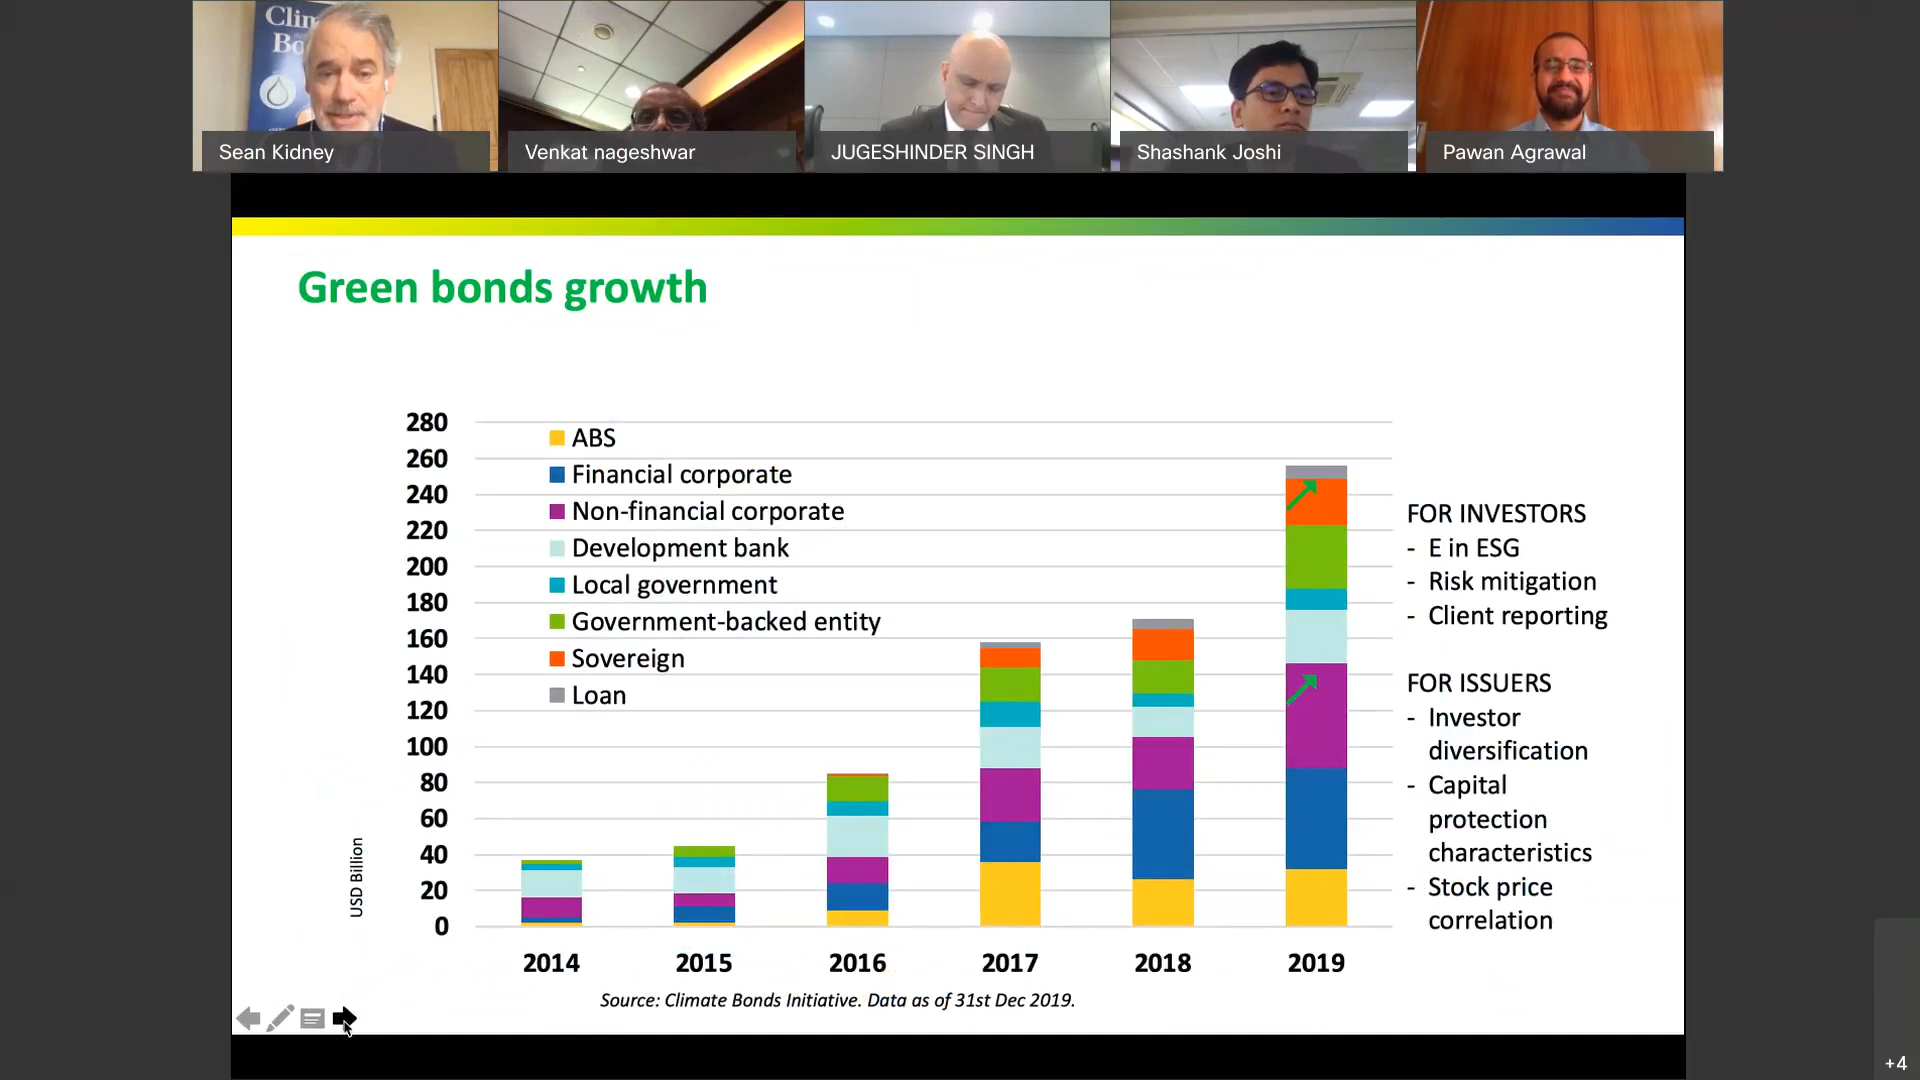 Clim
Bo
Sean Kidney
Venkat nageshwar
JUGESHINDER SINGH
Shashank Joshi
Pawan Agrawal
Green bonds growth
280
260
240
220
200
180
160
140
120
100
80
60
40
20
0
USD Billion
ABS
Financial corporate
Non-financial corporate
Development bank
Local government
Government-backed entity
Sovereign
Loan
2014 2015 2016 2017 2018 2019
FOR INVESTORS
- E in ESG
- Risk mitigation
- Client reporting
FOR ISSUERS
- Investor
diversification
- Capital
protection
characteristics
- Stock price
correlation
Source: Climate Bonds Initiative. Data as of 31st Dec 2019.
+4